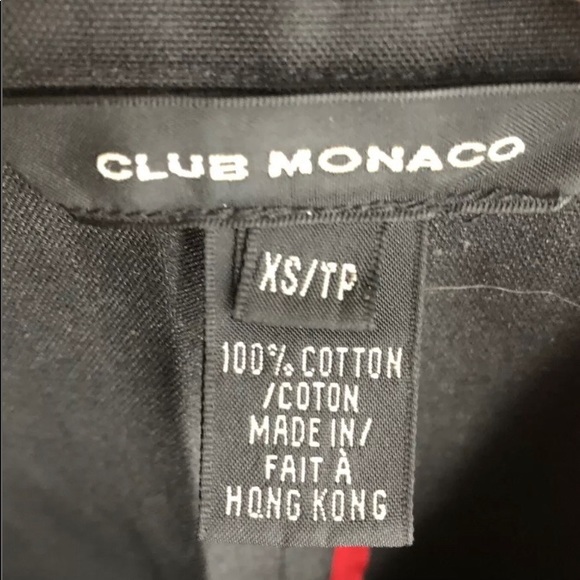 CLUB MONACO
XS/TP
100% COTTON
/COTON
MADE IN/
FAIT À
HONG KONG